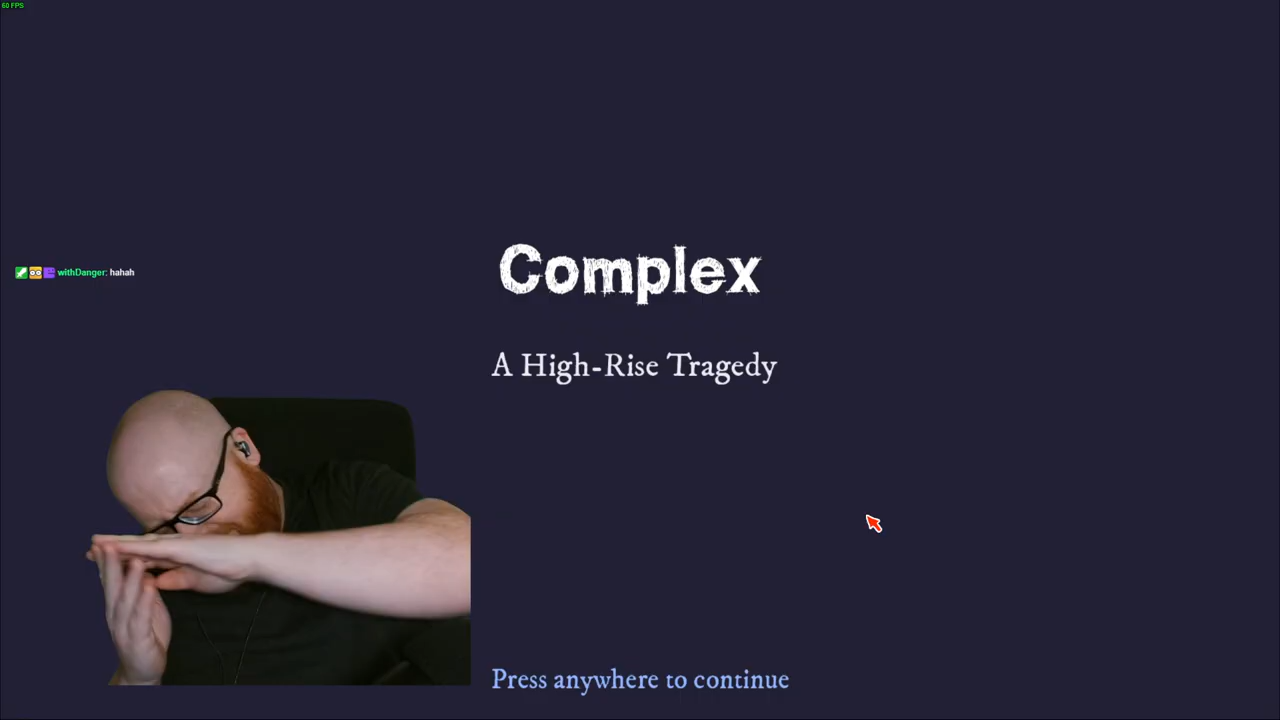 60 FPS
Complex
withDanger: hahah
A High-Rise Tragedy
Press anywhere to continue